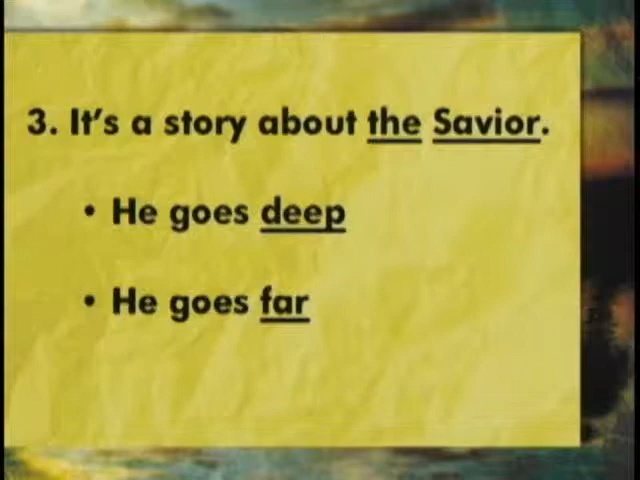 3. It's a story about the Savior.
• He goes deep
• He goes far